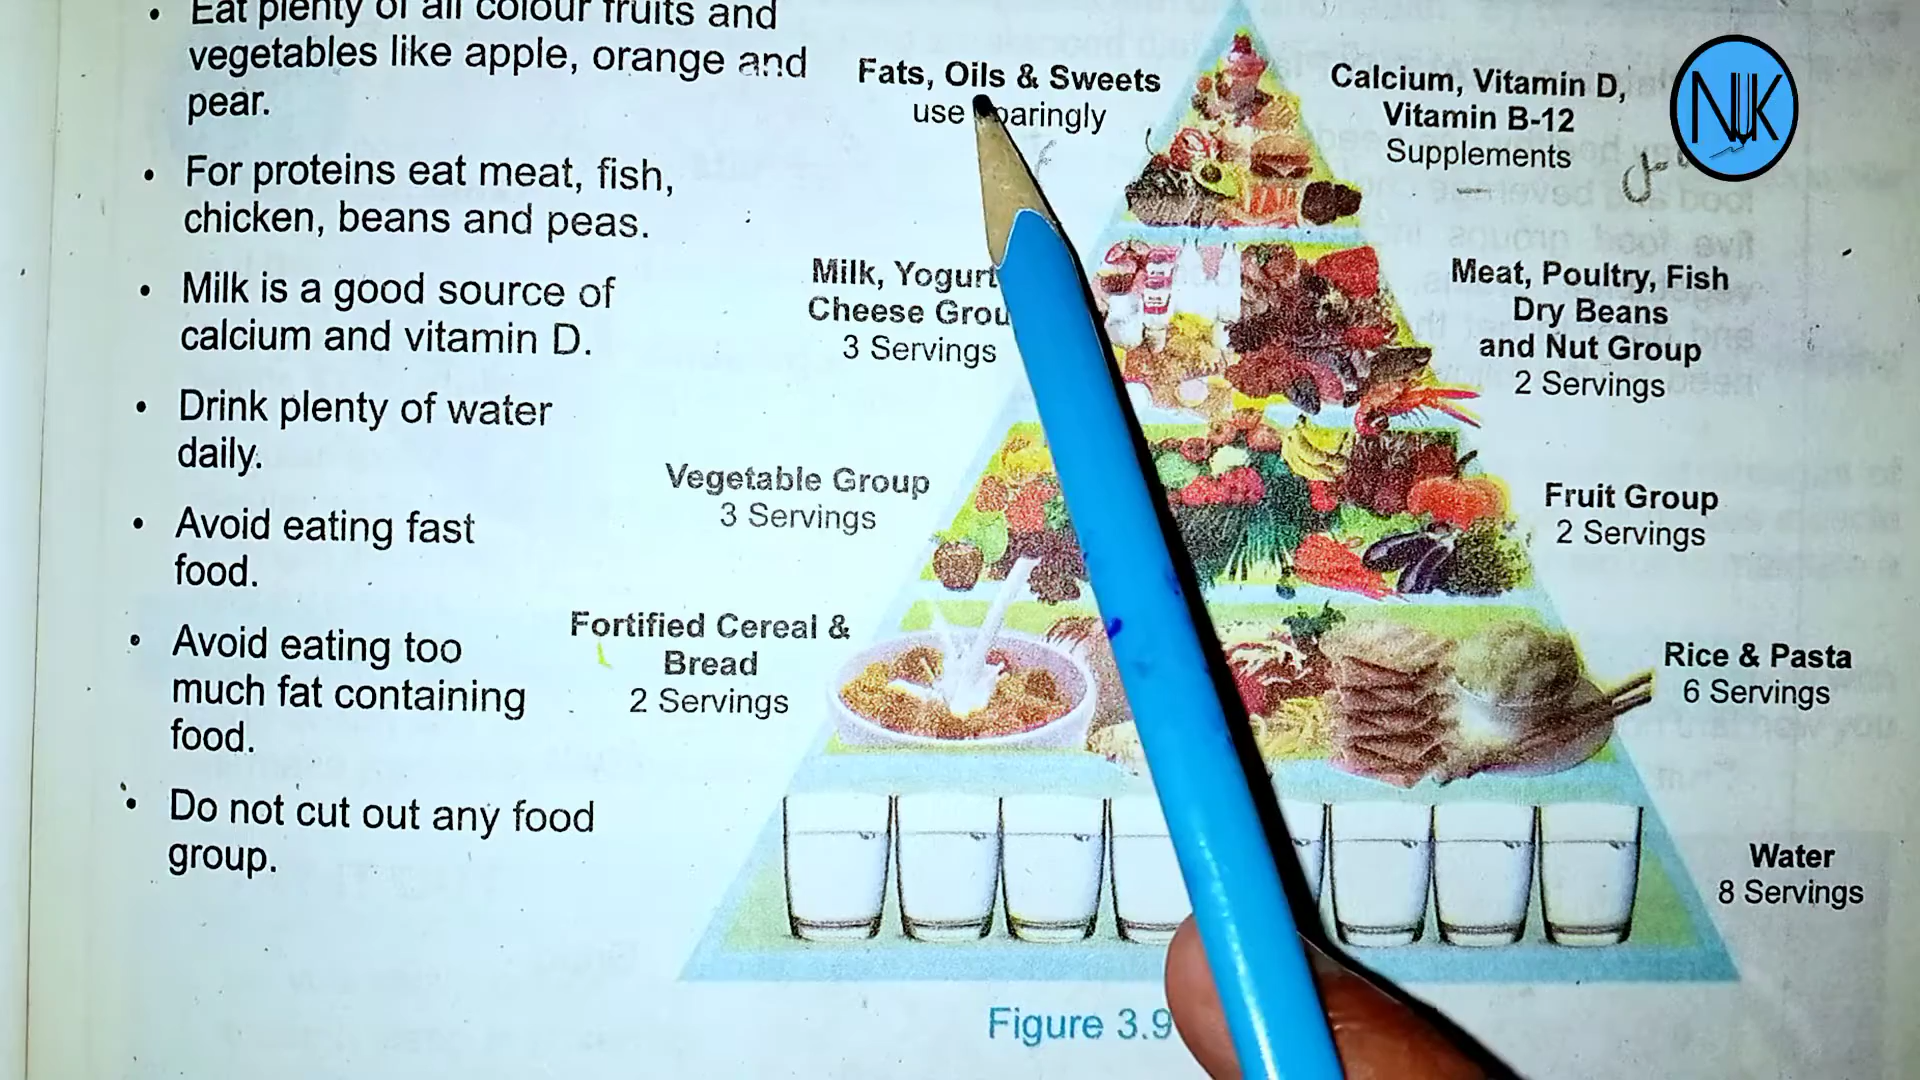 • Eat plenty of all colour fruits and
vegetables like apple, orange and
pear.
• For proteins eat meat, fish,
chicken, beans and peas.
• Milk is a good source of
calcium and vitamin D.
• Drink plenty of water
daily.
• Avoid eating fast
food.
• Avoid eating too
much fat containing
food.
• Do not cut out any food
group.
Fats, Oils & Sweets
use sparingly
Calcium, Vitamin D,
Vitamin B-12
Supplements
NUK
Milk, Yogurt
Cheese Grou
3 Servings
Meat, Poultry, Fish
Dry Beans
and Nut Group
2 Servings
Vegetable Group
3 Servings
Fruit Group
2 Servings
Fortified Cereal &
Bread
2 Servings
Rice & Pasta
6 Servings
Water
8 Servings
Figure 3.9